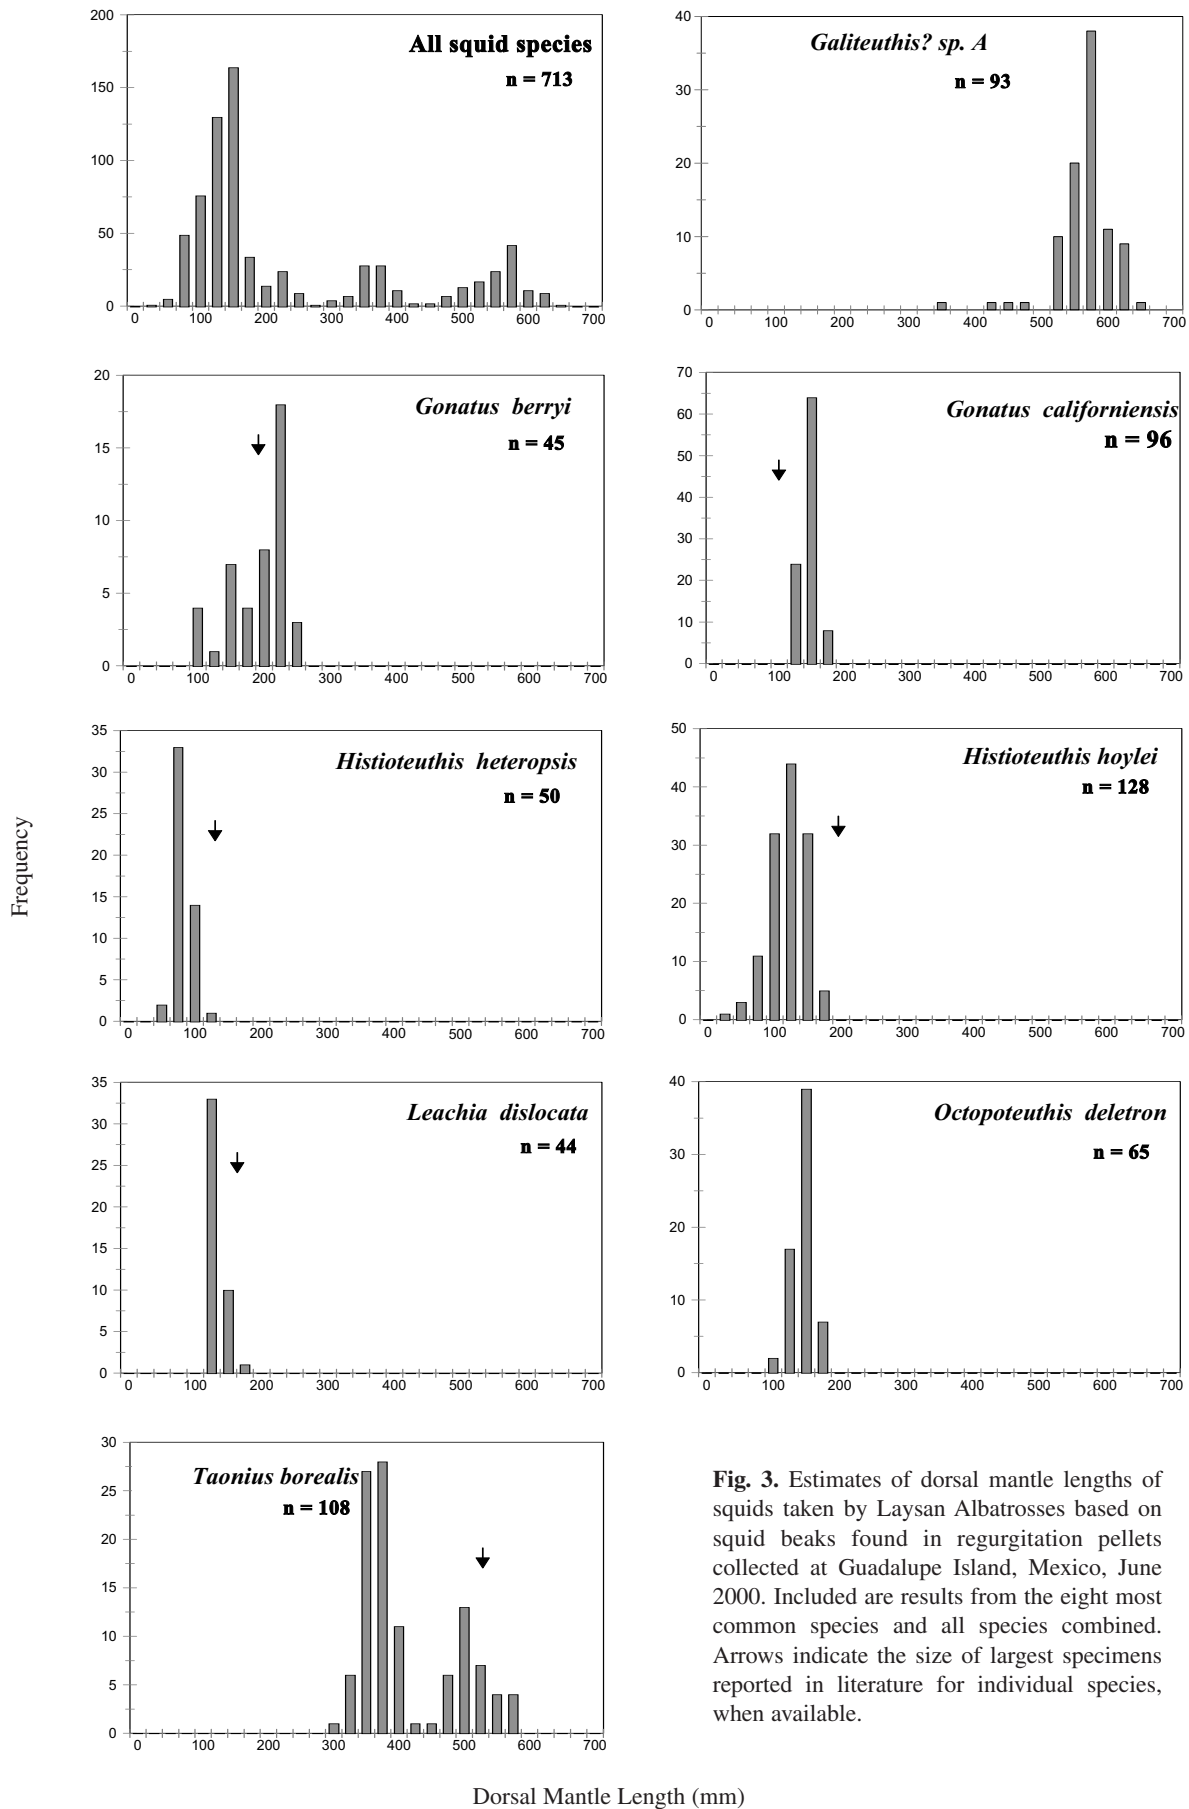 All squid species
n = 713
200
150
100
50
0
0 100 200 300 400 500 600 700
Galiteuthis? sp. A
n = 93
40
30
20
10
0
0 100 200 300 400 500 600 700
Gonatus berryi
n = 45
20
15
10
5
0
0 100 200 300 400 500 600 700
Gonatus californiensis
n = 96
70
60
50
40
30
20
10
0
0 100 200 300 400 500 600 700
Histioteuthis heteropsis
n = 50
35
30
25
20
15
10
5
0
0 100 200 300 400 500 600 700
Histioteuthis hoylei
n = 128
50
40
30
20
10
0
0 100 200 300 400 500 600 700
Frequency
Leachia dislocata
n = 44
35
30
25
20
15
10
5
0
0 100 200 300 400 500 600 700
Octopoteuthis deletron
n = 65
40
30
20
10
0
0 100 200 300 400 500 600 700
Taonius borealis
n = 108
30
25
20
15
10
5
0
0 100 200 300 400 500 600 700
Fig. 3. Estimates of dorsal mantle lengths of
squids taken by Laysan Albatrosses based on
squid beaks found in regurgitation pellets
collected at Guadalupe Island, Mexico, June
2000. Included are results from the eight most
common species and all species combined.
Arrows indicate the size of largest specimens
reported in literature for individual species,
when available.
Dorsal Mantle Length (mm)